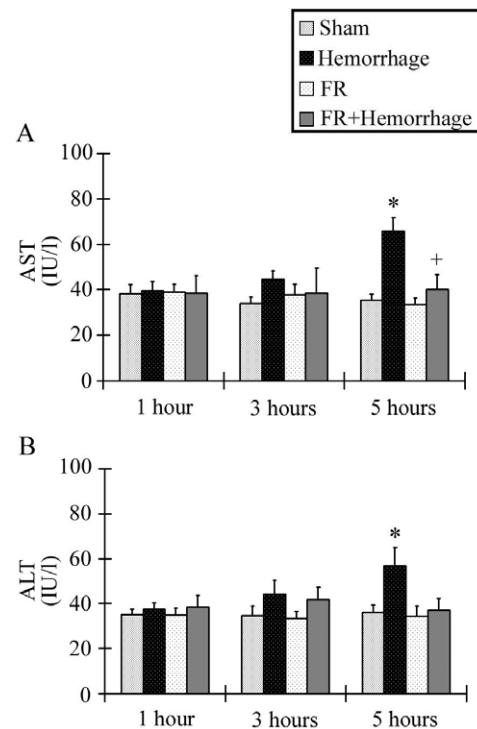 Sham
Hemorrhage
FR
FR+Hemorrhage
A
100
80
60
40
20
0
AST
(IU/l)
*
+
1 hour 3 hours 5 hours
B
100
80
60
40
20
0
ALT
(IU/l)
*
1 hour 3 hours 5 hours